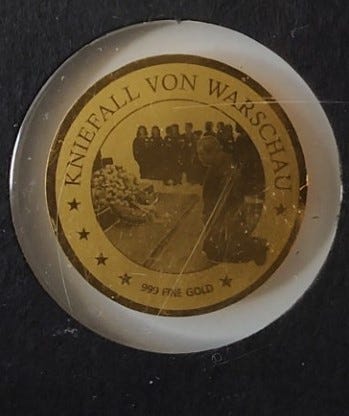 KNIEFALL VON WARSCHAU
999 FINE GOLD